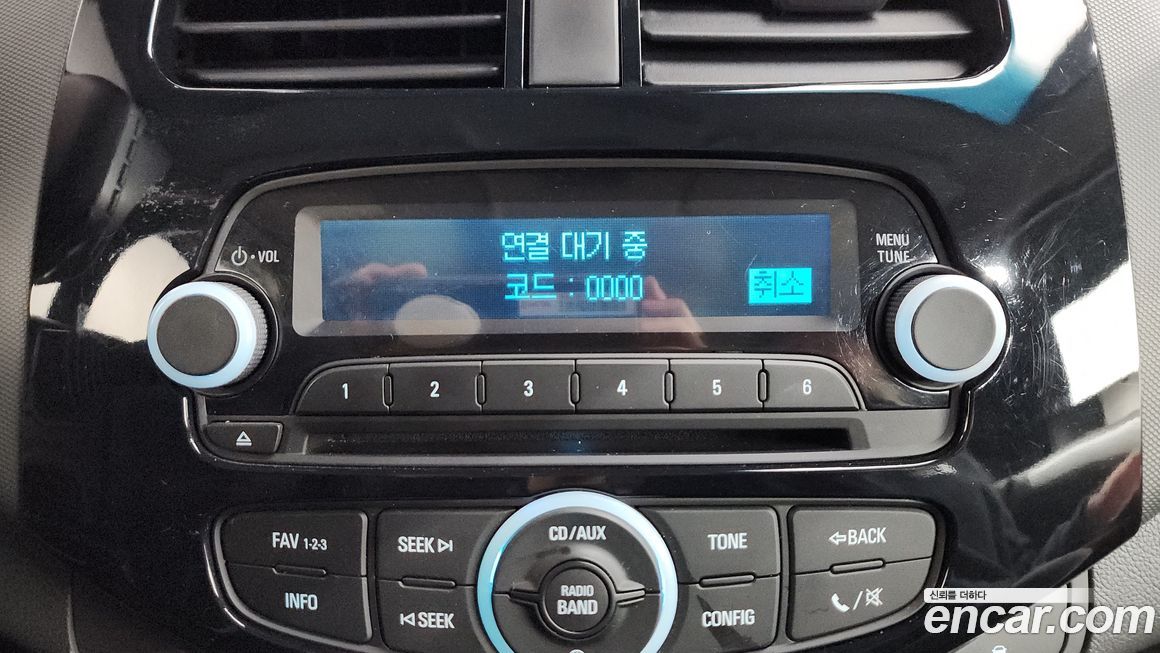 연결 대기 중
코드 : 0000
취소
VOL
MENU
TUNE
1 2 3 4 5 6
FAV 1-2-3
SEEK
CD/AUX
TONE
BACK
INFO
SEEK
RADIO
BAND
CONFIG
신뢰를 더하다
encar.com